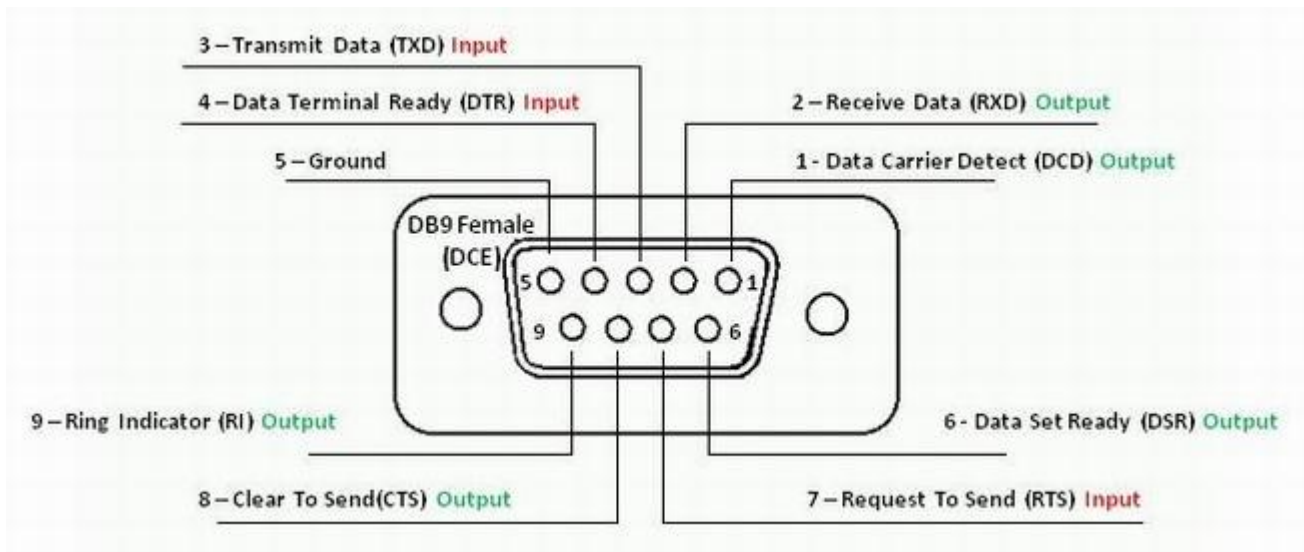 3 – Transmit Data (TXD) Input
4 – Data Terminal Ready (DTR) Input
2 – Receive Data (RXD) Output
5 – Ground
1 - Data Carrier Detect (DCD) Output
DB9 Female
(DCE)
5
1
9
6
9 – Ring Indicator (RI) Output
6 - Data Set Ready (DSR) Output
8 – Clear To Send(CTS) Output
7 – Request To Send (RTS) Input